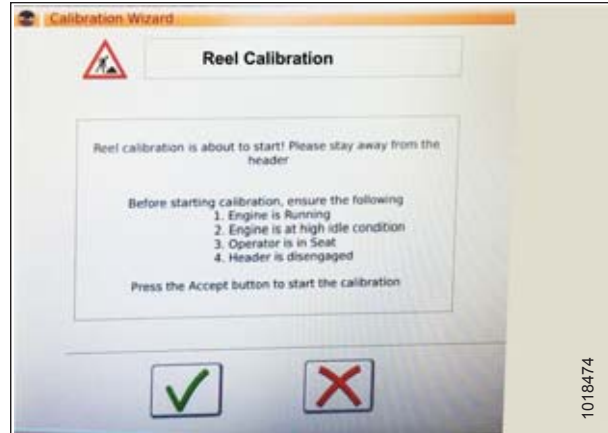 Calibration Wizard
Reel Calibration
Reel calibration is about to start! Please stay away from the
header
Before starting calibration, ensure the following
1. Engine is Running
2. Engine is at high idle condition
3. Operator is in Seat
4. Header is disengaged
Press the Accept button to start the calibration
1018474